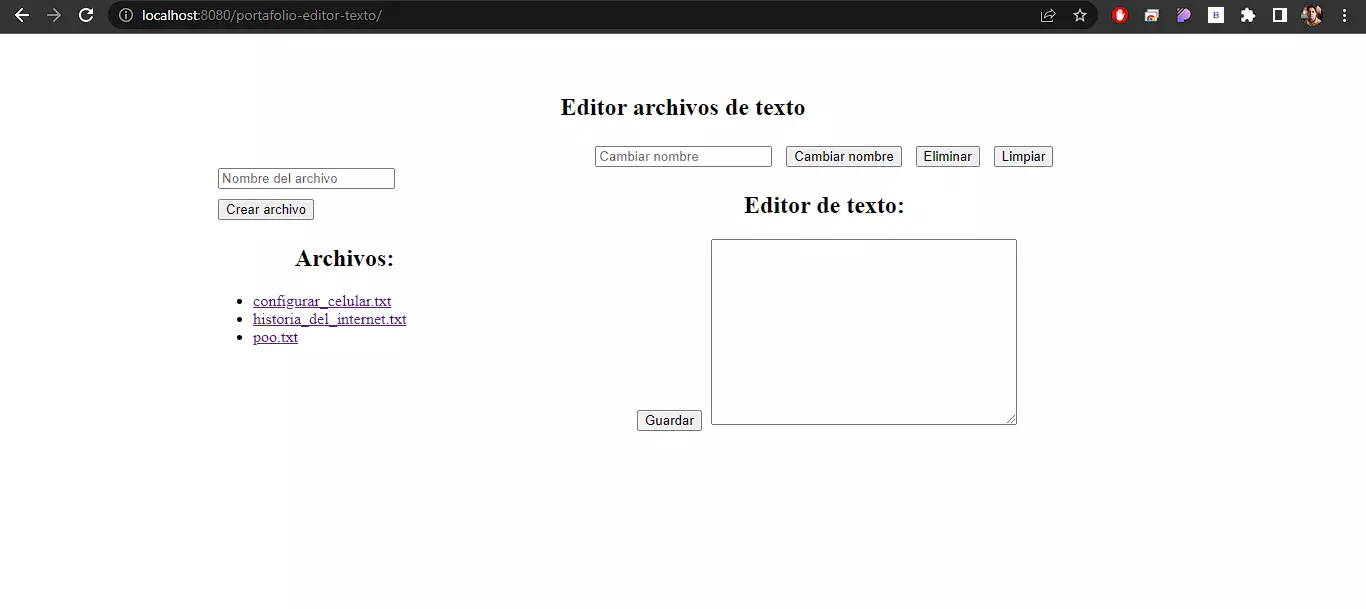 localhost:8080/portafolio-editor-texto/
Editor archivos de texto
Cambiar nombre Cambiar nombre Eliminar Limpiar
Nombre del archivo
Crear archivo
Editor de texto:
Archivos:
configurar_celular.txt
historia_del_internet.txt
poo.txt
Guardar